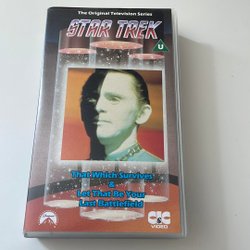 The Original Television Series
STAR TREK
U
That Which Survives
&
Let That Be Your
Last Battlefield
CIC
VIDEO